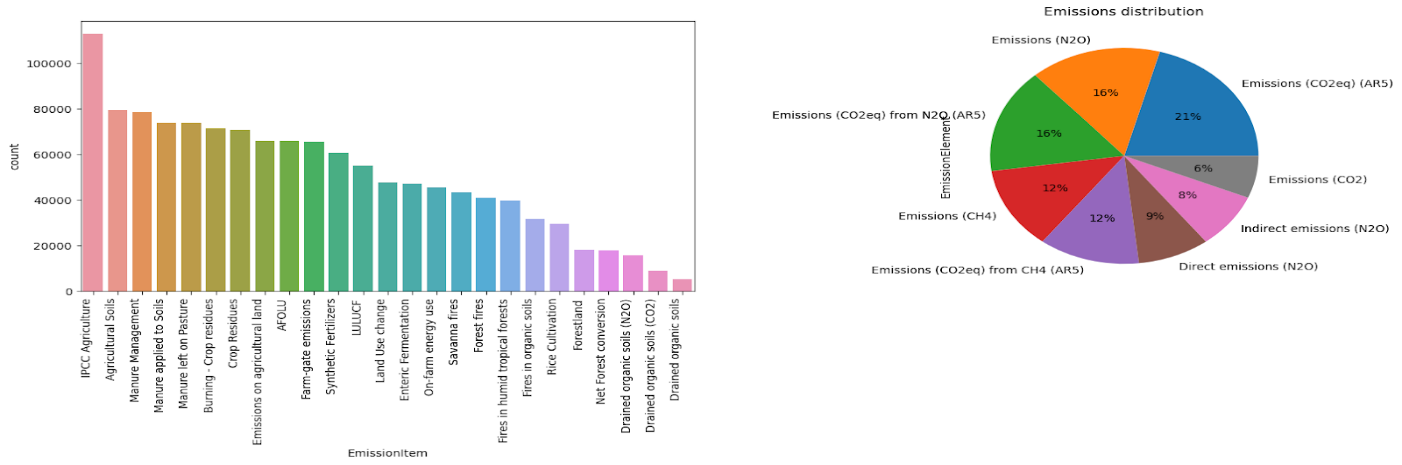 count
100000
80000
60000
40000
20000
0
IPCC Agriculture
Agricultural Soils
Manure Management
Manure applied to Soils
Manure left on Pasture
Burning - Crop residues
Crop Residues
Emissions on agricultural land
AFOLU
Farm-gate emissions
Synthetic Fertilizers
LULUCF
Land Use change
Enteric Fermentation
On-farm energy use
Savanna fires
Forest fires
Fires in humid tropical forests
Fires in organic soils
Rice Cultivation
Forestland
Net Forest conversion
Drained organic soils (N2O)
Drained organic soils (CO2)
Drained organic soils
EmissionItem
Emissions distribution
EmissionElement
Emissions (N2O)
Emissions (CO2eq) (AR5)
Emissions (CO2eq) from N2O (AR5)
Emissions (CH4)
Emissions (CO2eq) from CH4 (AR5)
Direct emissions (N2O)
Indirect emissions (N2O)
Emissions (CO2)
16%
21%
16%
12%
12%
9%
8%
6%